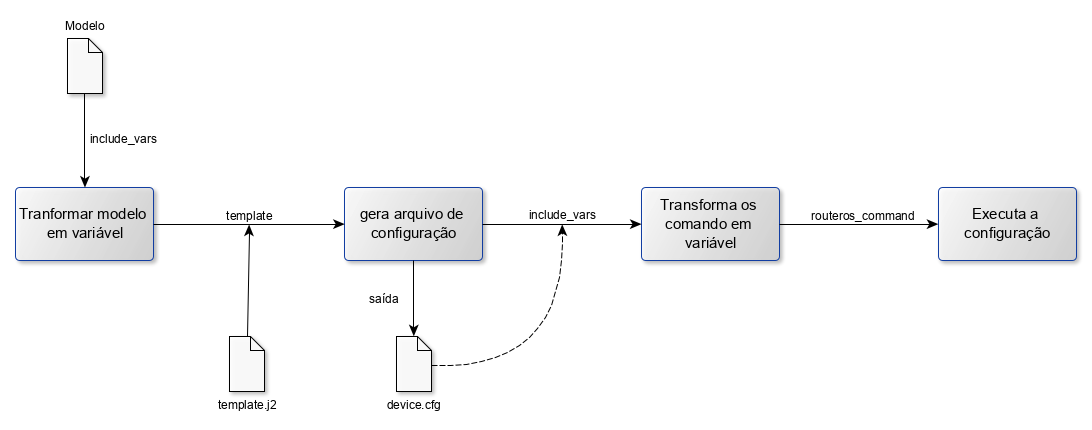 Modelo
include_vars
Tranformar modelo
em variável
template
gera arquivo de
configuração
include_vars
Transforma os
comando em
variável
routeros_command
Executa a
configuração
saída
template.j2
device.cfg